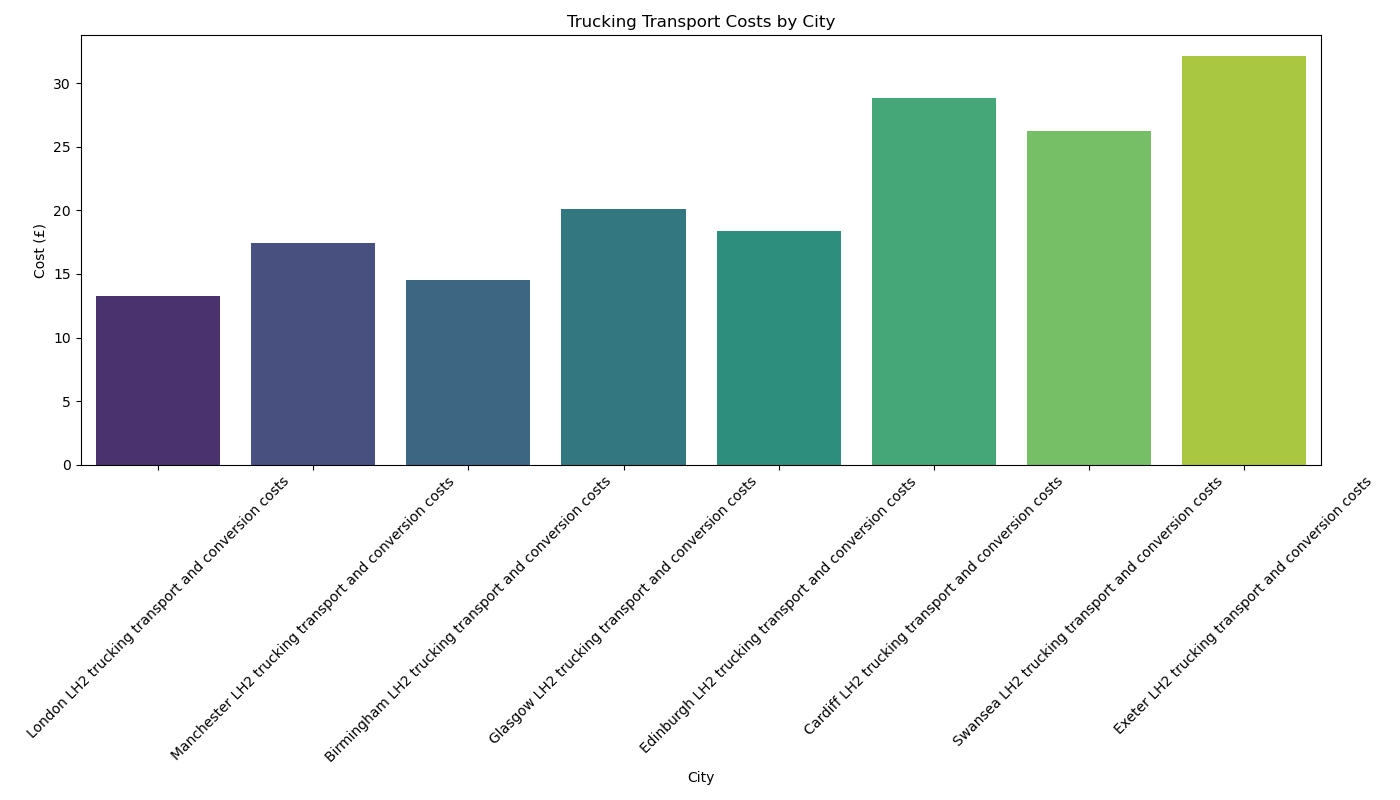 Trucking Transport Costs by City
Cost (£)
30
25
20
15
10
5
0
London LH2 trucking transport and conversion costs
Manchester LH2 trucking transport and conversion costs
Birmingham LH2 trucking transport and conversion costs
Glasgow LH2 trucking transport and conversion costs
Edinburgh LH2 trucking transport and conversion costs
Cardiff LH2 trucking transport and conversion costs
Swansea LH2 trucking transport and conversion costs
Exeter LH2 trucking transport and conversion costs
City